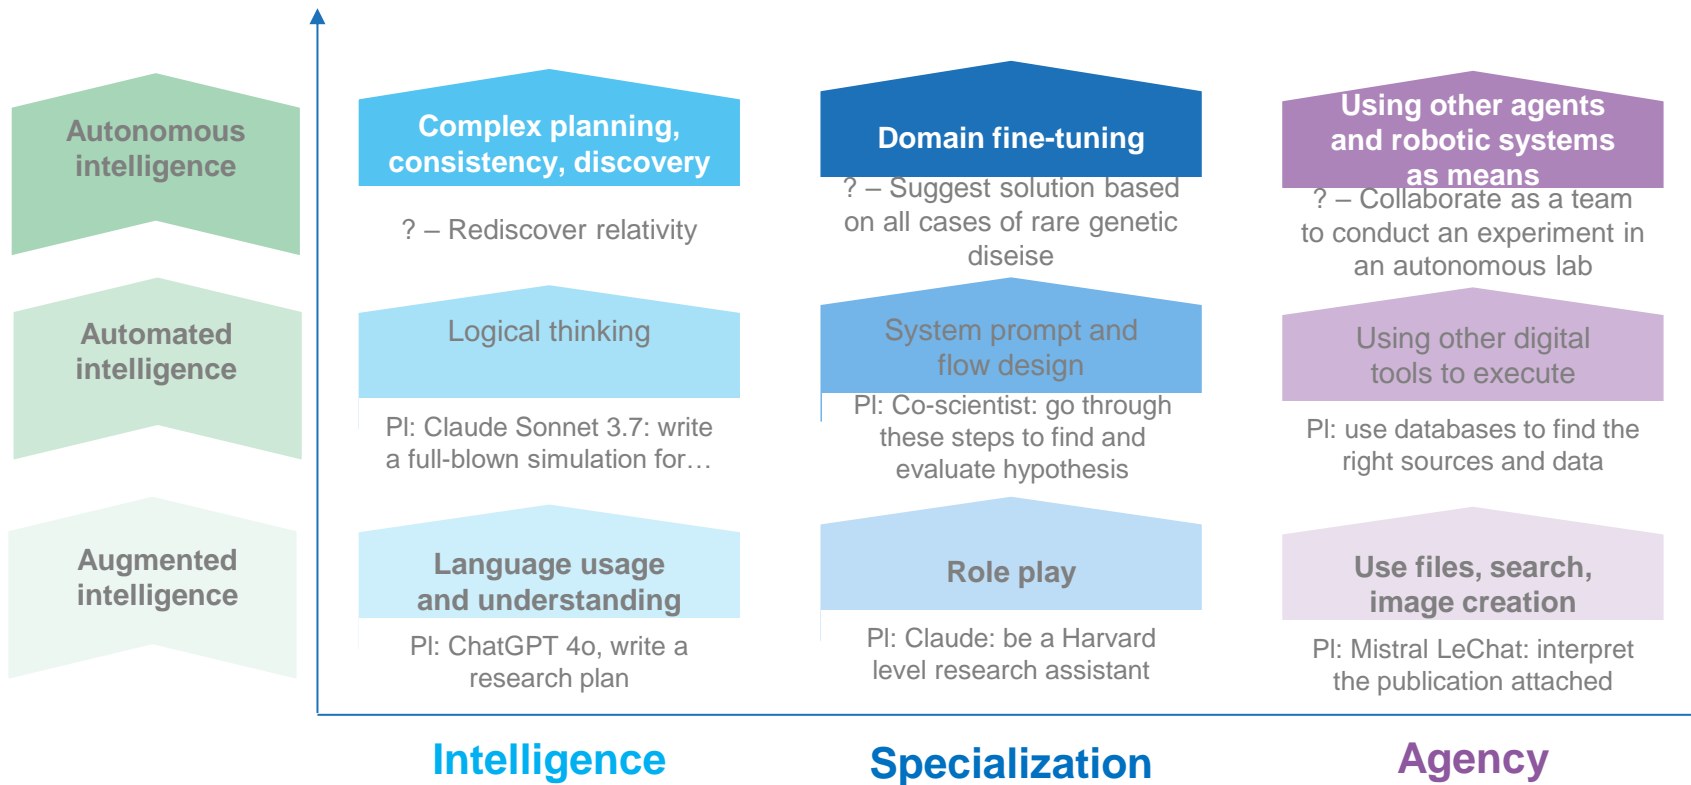 Autonomous
intelligence
Complex planning,
consistency, discovery
? – Rediscover relativity
Domain fine-tuning
? – Suggest solution based
on all cases of rare genetic
diseise
Using other agents
and robotic systems
as means
? – Collaborate as a team
to conduct an experiment in
an autonomous lab
Automated
intelligence
Logical thinking
Pl: Claude Sonnet 3.7: write
a full-blown simulation for…
System prompt and
flow design
Pl: Co-scientist: go through
these steps to find and
evaluate hypothesis
Using other digital
tools to execute
Pl: use databases to find the
right sources and data
Augmented
intelligence
Language usage
and understanding
Pl: ChatGPT 4o, write a
research plan
Role play
Pl: Claude: be a Harvard
level research assistant
Use files, search,
image creation
Pl: Mistral LeChat: interpret
the publication attached
Intelligence
Specialization
Agency